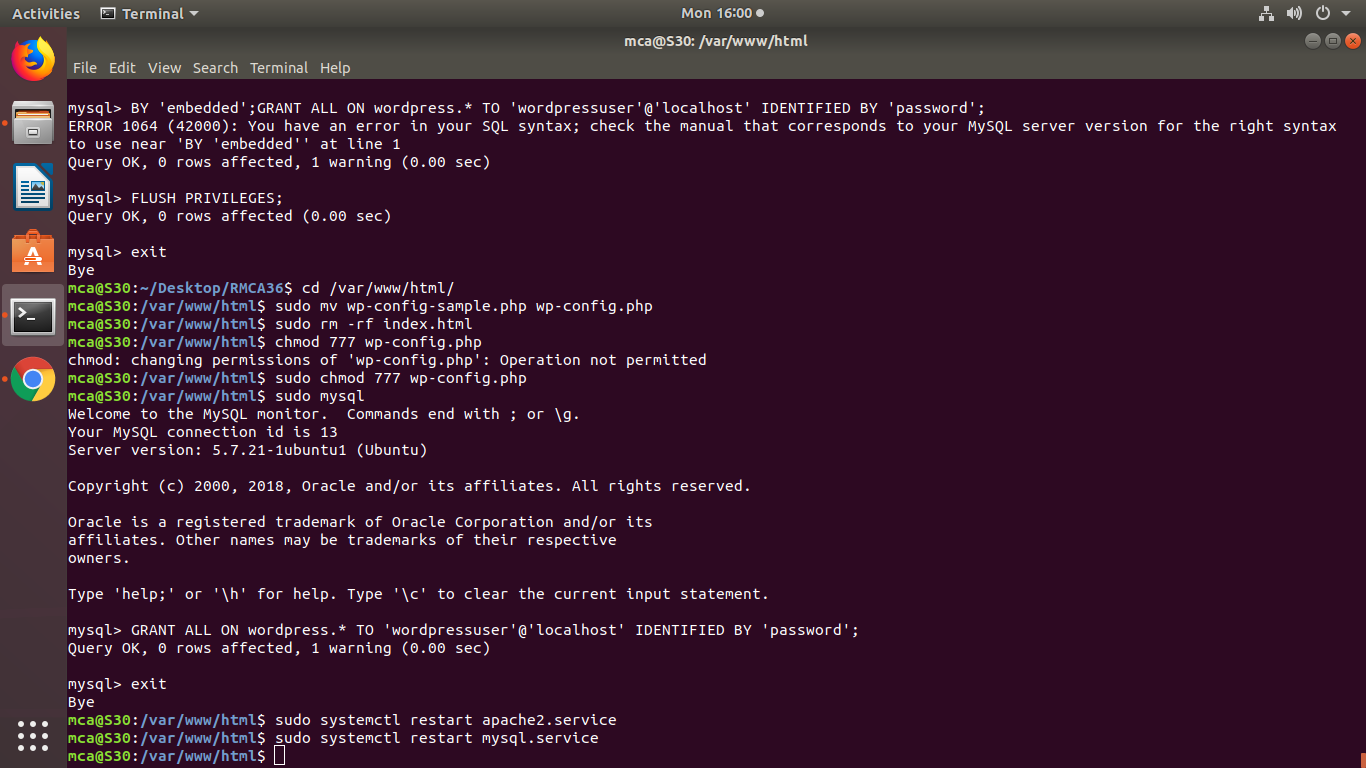 Activities Terminal Mon 16:00
mca@S30: /var/www/html
File Edit View Search Terminal Help
mysql> BY 'embedded';GRANT ALL ON wordpress.* TO 'wordpressuser'@'localhost' IDENTIFIED BY 'password';
ERROR 1064 (42000): You have an error in your SQL syntax; check the manual that corresponds to your MySQL server version for the right syntax
to use near 'BY 'embedded'' at line 1
Query OK, 0 rows affected, 1 warning (0.00 sec)
mysql> FLUSH PRIVILEGES;
Query OK, 0 rows affected (0.00 sec)
mysql> exit
Bye
mca@S30:~/Desktop/RMCA36$ cd /var/www/html/
mca@S30:/var/www/html$ sudo mv wp-config-sample.php wp-config.php
mca@S30:/var/www/html$ sudo rm -rf index.html
mca@S30:/var/www/html$ chmod 777 wp-config.php
chmod: changing permissions of 'wp-config.php': Operation not permitted
mca@S30:/var/www/html$ sudo chmod 777 wp-config.php
mca@S30:/var/www/html$ sudo mysql
Welcome to the MySQL monitor.  Commands end with ; or \g.
Your MySQL connection id is 13
Server version: 5.7.21-1ubuntu1 (Ubuntu)
Copyright (c) 2000, 2018, Oracle and/or its affiliates. All rights reserved.
Oracle is a registered trademark of Oracle Corporation and/or its
affiliates. Other names may be trademarks of their respective
owners.
Type 'help;' or '\h' for help. Type '\c' to clear the current input statement.
mysql> GRANT ALL ON wordpress.* TO 'wordpressuser'@'localhost' IDENTIFIED BY 'password';
Query OK, 0 rows affected, 1 warning (0.00 sec)
mysql> exit
Bye
mca@S30:/var/www/html$ sudo systemctl restart apache2.service
mca@S30:/var/www/html$ sudo systemctl restart mysql.service
mca@S30:/var/www/html$